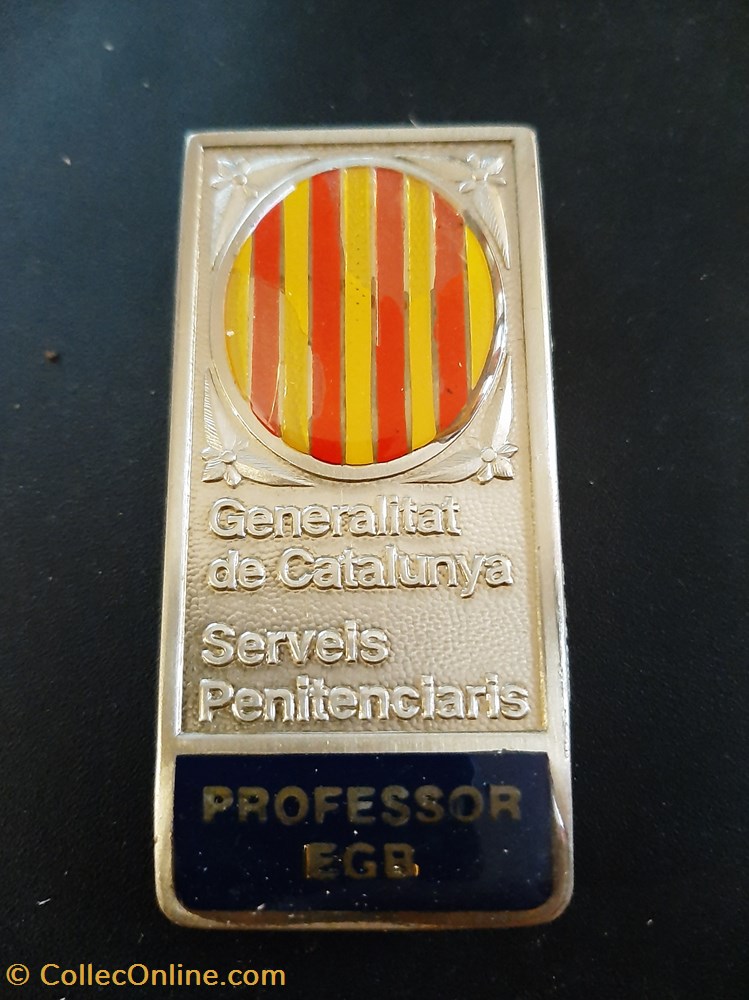 Generalitat
de Catalunya
Serveis
Penitenciaris
PROFESSOR
EGB
© CollecOnline.com